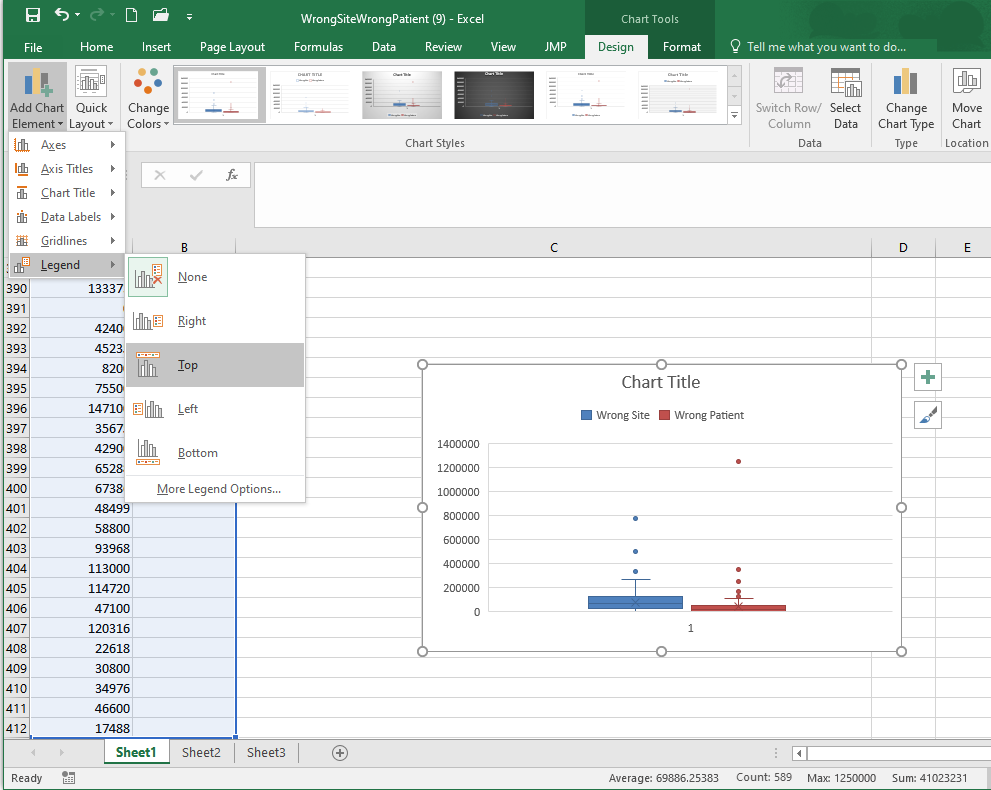 WrongSiteWrongPatient (9) - Excel
Chart Tools
File Home Insert Page Layout Formulas Data Review View JMP Design Format Tell me what you want to do...
Add Chart Element
Quick Layout
Change Colors
Chart Styles
Switch Row/ Column
Select Data
Data
Change Chart Type
Type
Move Chart
Location
Axes
Axis Titles
Chart Title
Data Labels
Gridlines
Legend
None
Right
Top
Left
Bottom
More Legend Options...
fx
B C D E
390 13337
391
392 4240
393 4523
394 820
395 7550
396 14710
397 3567
398 4290
399 6528
400 6738
401 48499
402 58800
403 93968
404 113000
405 114720
406 47100
407 120316
408 22618
409 30800
410 34976
411 46600
412 17488
Chart Title
Wrong Site Wrong Patient
1400000
1200000
1000000
800000
600000
400000
200000
0
1
Sheet1 Sheet2 Sheet3
Ready Average: 69886.25383 Count: 589 Max: 1250000 Sum: 41023231